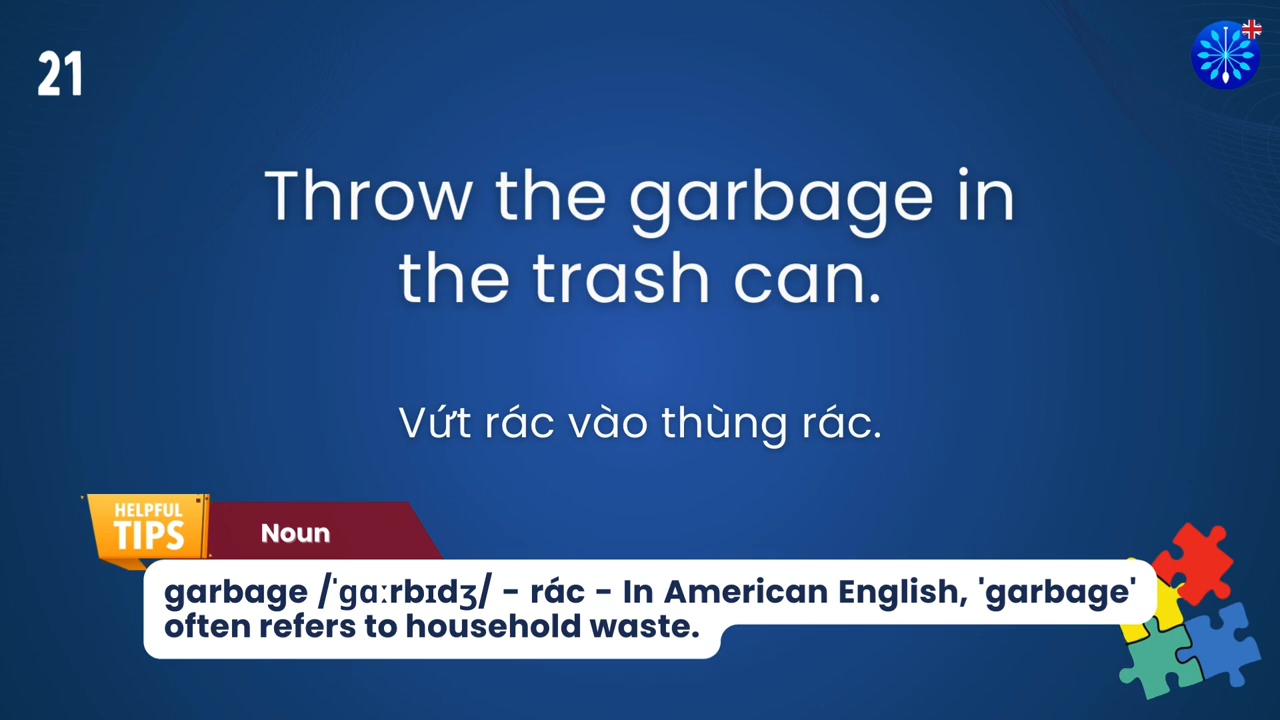 21
Throw the garbage in
the trash can.
Vứt rác vào thùng rác.
HELPFUL
TIPS
Noun
garbage /ˈɡɑːrbɪdʒ/ - rác - In American English, 'garbage'
often refers to household waste.